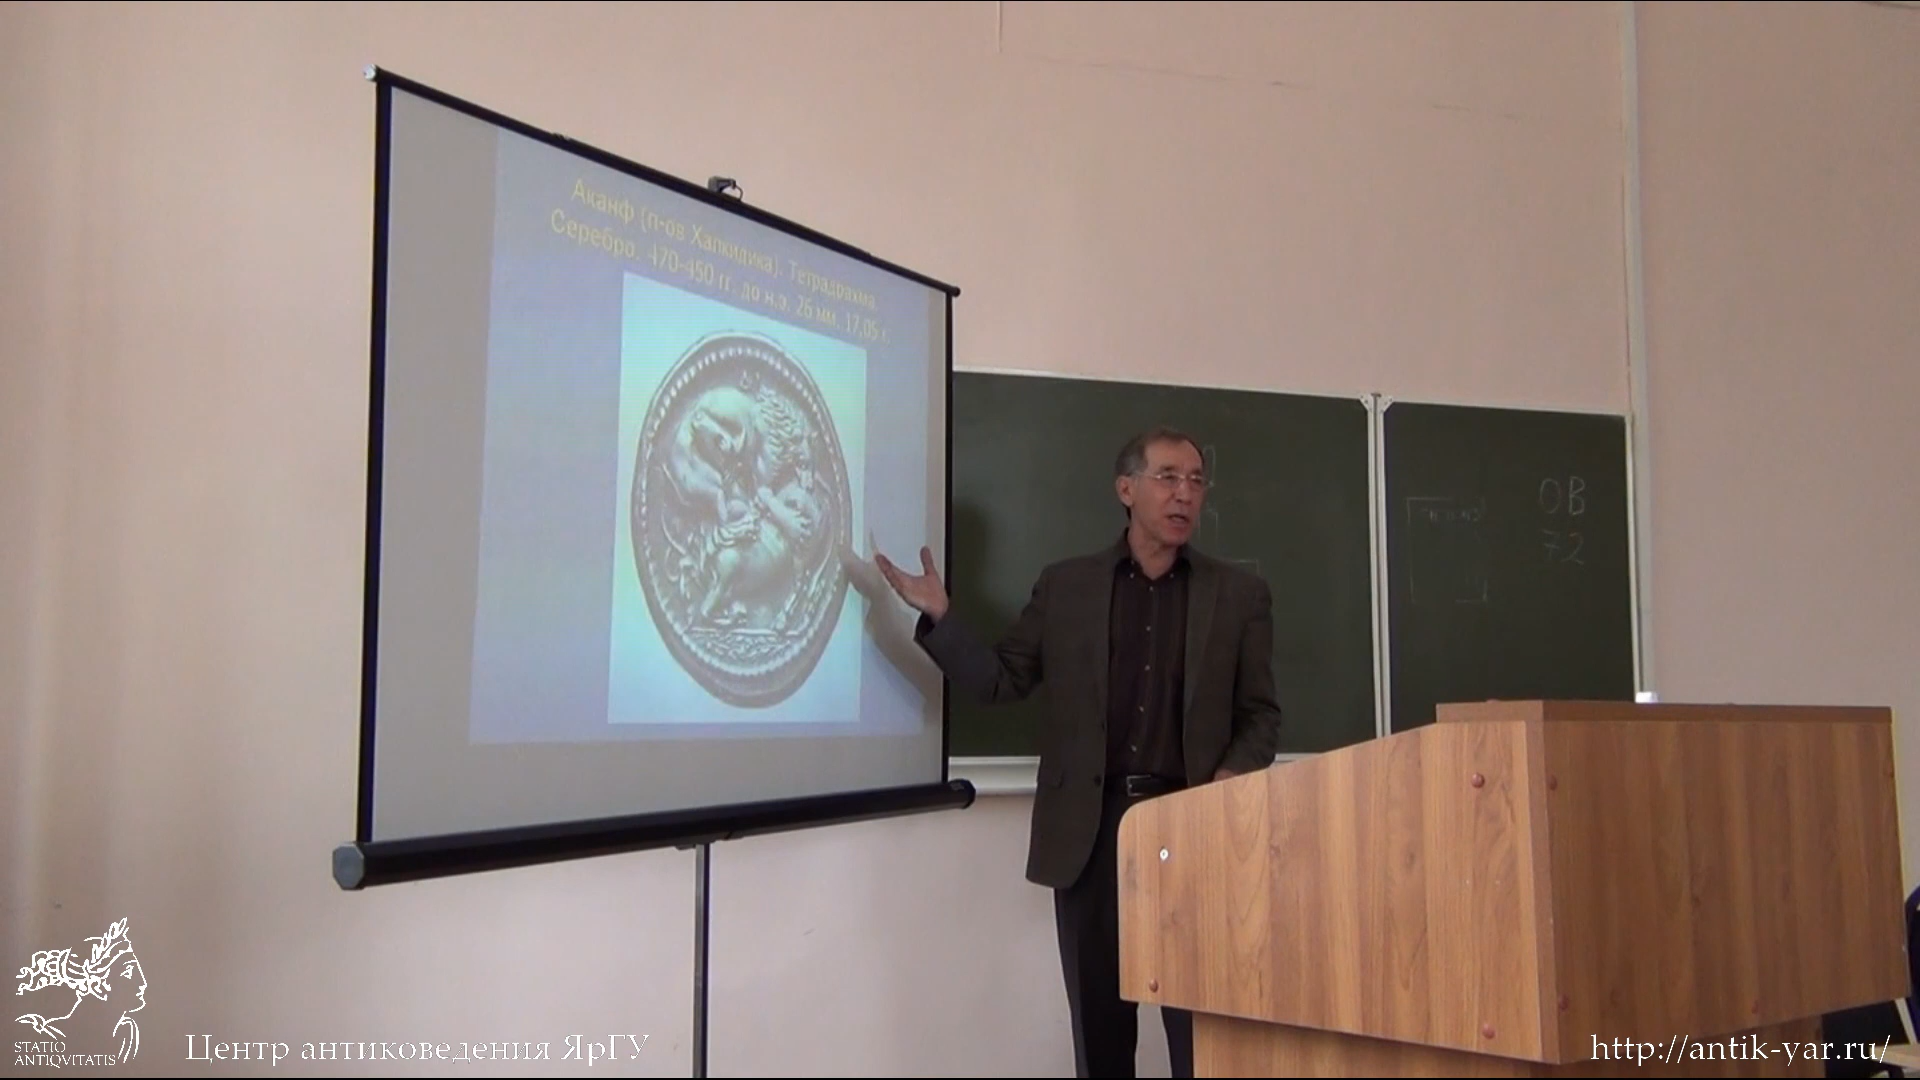 Аканф (п-ов Халкидика). Тетрадрахма.
Серебро. 470-450 гг. до н.э. 26 мм. 17,05 г.
ОВ
72
STATIO
ANTIQVITATIS
Центр антиковедения ЯрГУ
http://antik-yar.ru/